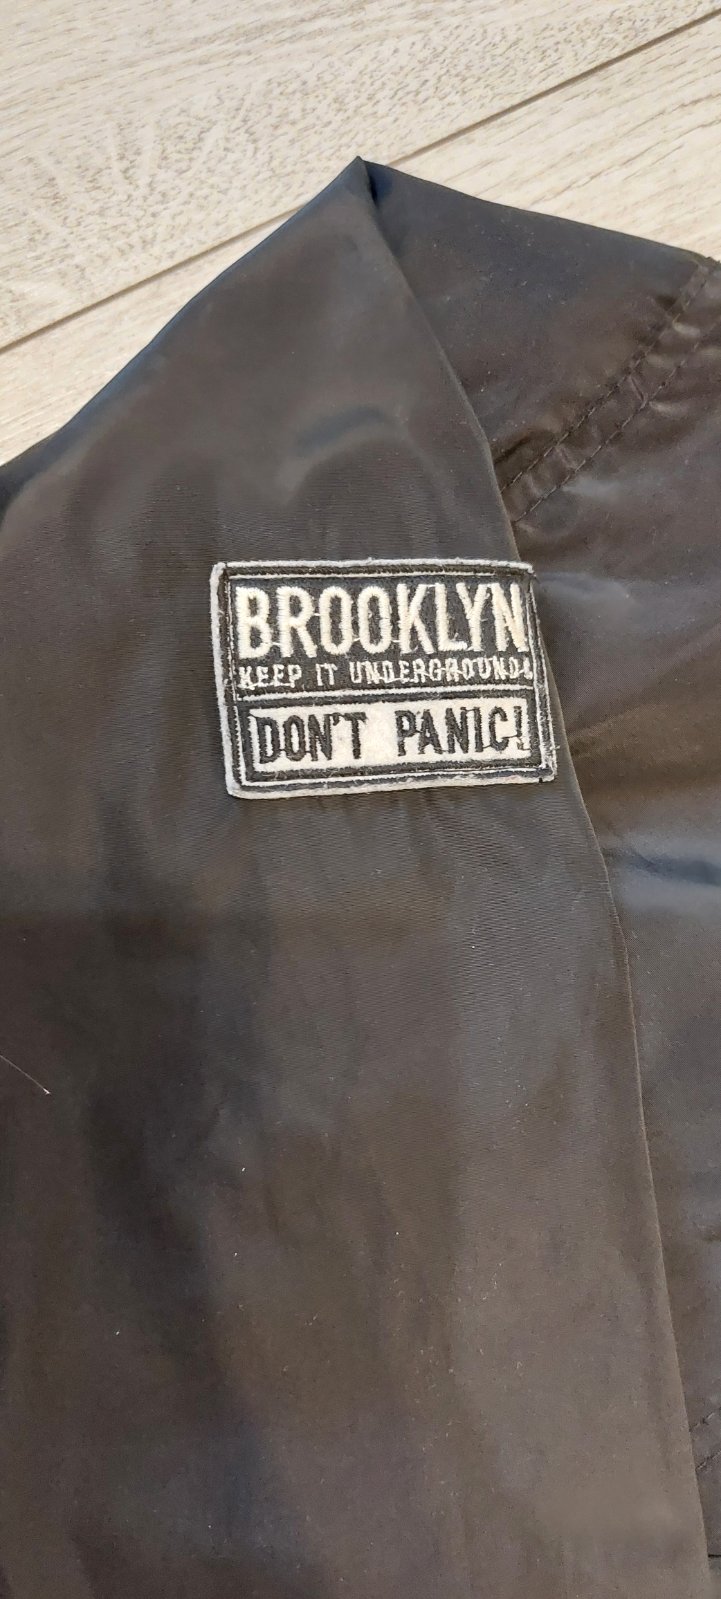 BROOKLYN
KEEP IT UNDERGROUND!
DON'T PANIC!